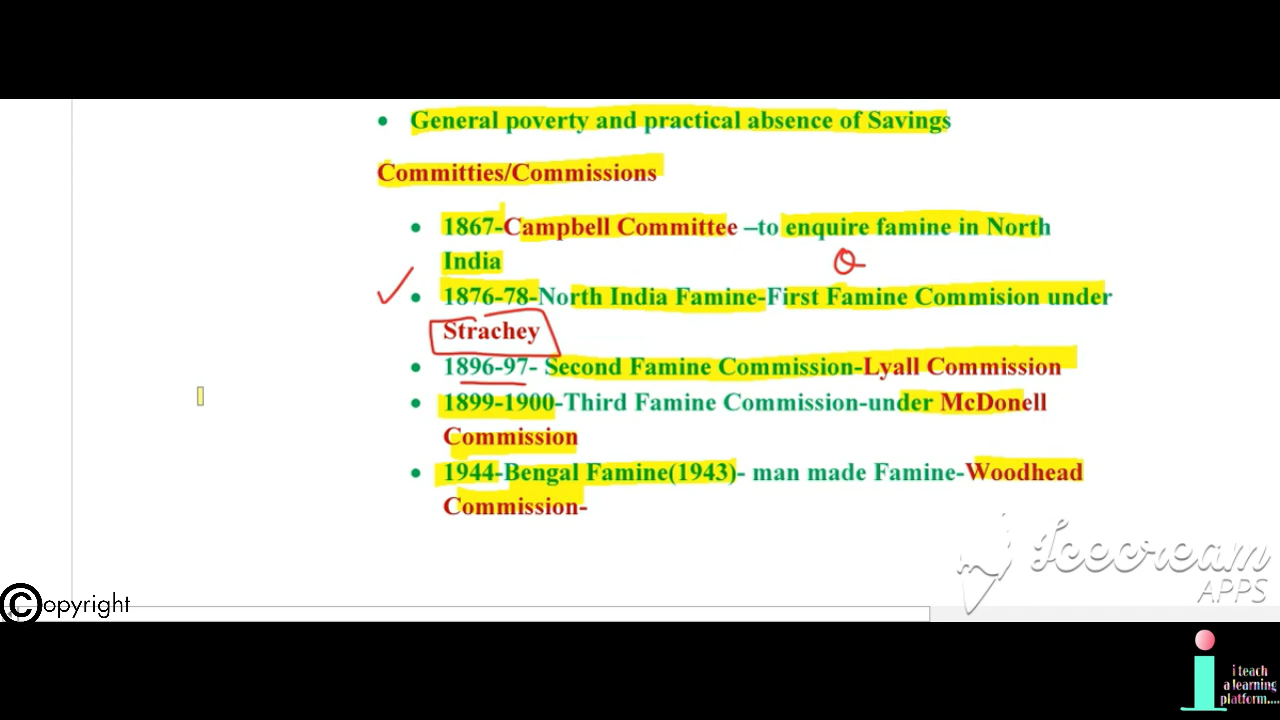 General poverty and practical absence of Savings
Committies/Commissions
1867-Campbell Committee –to enquire famine in North
India
1876-78-North India Famine-First Famine Commision under
Strachey
1896-97- Second Famine Commission-Lyall Commission
1899-1900-Third Famine Commission-under McDonell
Commission
1944-Bengal Famine(1943)- man made Famine-Woodhead
Commission-
Icecream
APPS
©opyright
i teach
a learning
platform....